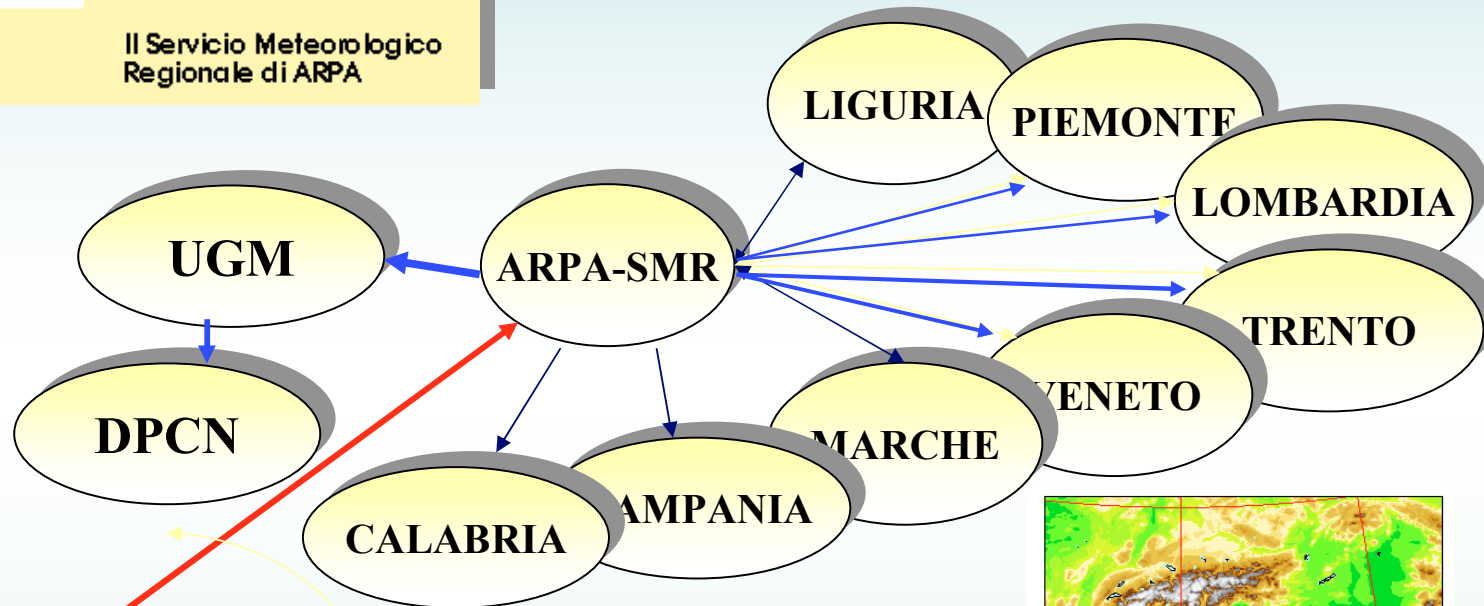 Il Servicio Meteorologico
Regionale di ARPA
LIGURIA
PIEMONTE
LOMBARDIA
UGM
ARPA-SMR
TRENTO
VENETO
DPCN
MARCHE
AMPANIA
CALABRIA